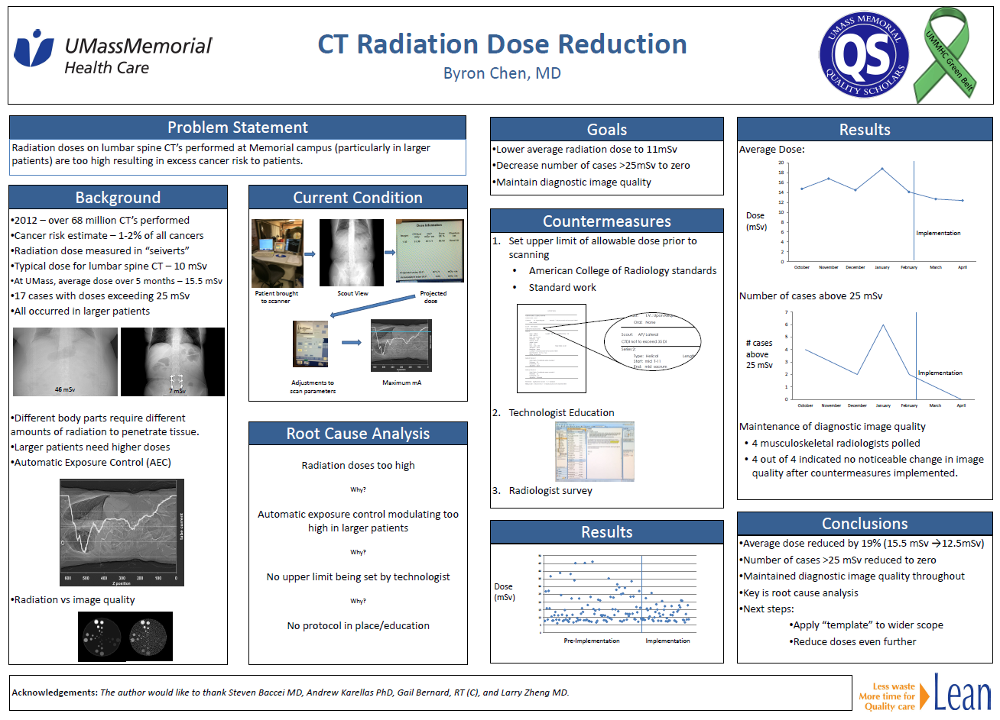 UMassMemorial
Health Care
CT Radiation Dose Reduction
Byron Chen, MD
UMASS MEMORIAL
QS
QUALITY SCHOLARS
UMMHC Green Belt
Problem Statement
Radiation doses on lumbar spine CT's performed at Memorial campus (particularly in larger
patients) are too high resulting in excess cancer risk to patients.
Background
•2012 – over 68 million CT's performed
•Cancer risk estimate – 1-2% of all cancers
•Radiation dose measured in “seiverts”
•Typical dose for lumbar spine CT – 10 mSv
•At UMass, average dose over 5 months – 15.5 mSv
•17 cases with doses exceeding 25 mSv
•All occurred in larger patients
46 mSv
7 mSv
•Different body parts require different
amounts of radiation to penetrate tissue.
•Larger patients need higher doses
•Automatic Exposure Control (AEC)
tube current
0
600 500 400 300 200 100 0
Z position
•Radiation vs image quality
Current Condition
Dose Information
Patient brought
to scanner
Scout View
Projected
dose
Adjustments to
scan parameters
Maximum mA
Root Cause Analysis
Radiation doses too high
Why?
Automatic exposure control modulating too
high in larger patients
Why?
No upper limit being set by technologist
Why?
No protocol in place/education
Goals
•Lower average radiation dose to 11mSv
•Decrease number of cases >25mSv to zero
•Maintain diagnostic image quality
Countermeasures
1. Set upper limit of allowable dose prior to
scanning
• American College of Radiology standards
• Standard work
I.V.: Upon Requ
Oral: None
Scout: AP/ Lateral
CTDI not to exceed 35 DI
Series 2:
Type: Helical Length
Start: mid T-11
End: mid sacrum
2. Technologist Education
3. Radiologist survey
Results
Dose
(mSv)
50
45
40
35
30
25
20
15
10
5
0
Pre-Implementation
Implementation
Results
Average Dose:
Dose
(mSv)
20
18
16
14
12
10
8
6
4
2
0
Implementation
October November December January February March April
Number of cases above 25 mSv
# cases
above
25 mSv
7
6
5
4
3
2
1
0
Implementation
October November December January February March April
Maintenance of diagnostic image quality
• 4 musculoskeletal radiologists polled
• 4 out of 4 indicated no noticeable change in image
quality after countermeasures implemented.
Conclusions
•Average dose reduced by 19% (15.5 mSv →12.5mSv)
•Number of cases >25 mSv reduced to zero
•Maintained diagnostic image quality throughout
•Key is root cause analysis
•Next steps:
•Apply “template” to wider scope
•Reduce doses even further
Acknowledgements: The author would like to thank Steven Baccei MD, Andrew Karellas PhD, Gail Bernard, RT (C), and Larry Zheng MD.
Less waste
More time for
Quality care
Lean